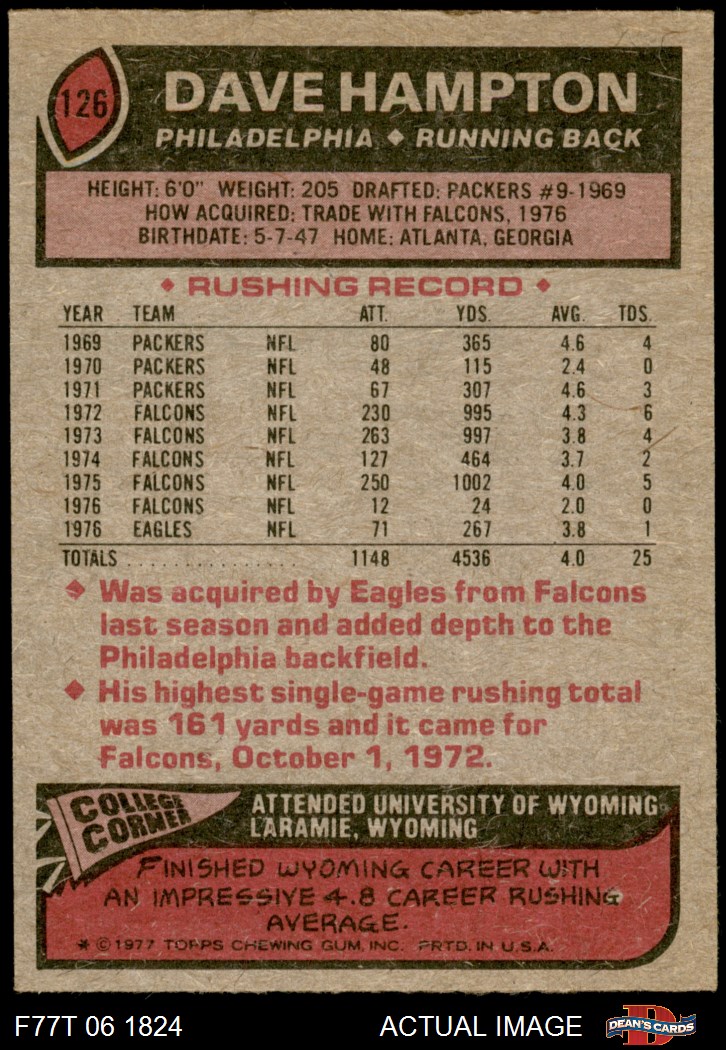 126
DAVE HAMPTON
PHILADELPHIA ◆ RUNNING BACK
HEIGHT: 6'0" WEIGHT: 205 DRAFTED: PACKERS #9-1969
HOW ACQUIRED: TRADE WITH FALCONS, 1976
BIRTHDATE: 5-7-47 HOME: ATLANTA, GEORGIA
◆ RUSHING RECORD ◆
YEAR TEAM ATT. YDS. AVG. TDS.
1969 PACKERS NFL 80 365 4.6 4
1970 PACKERS NFL 48 115 2.4 0
1971 PACKERS NFL 67 307 4.6 3
1972 FALCONS NFL 230 995 4.3 6
1973 FALCONS NFL 263 997 3.8 4
1974 FALCONS NFL 127 464 3.7 2
1975 FALCONS NFL 250 1002 4.0 5
1976 FALCONS NFL 12 24 2.0 0
1976 EAGLES NFL 71 267 3.8 1
TOTALS . . . . . . . . . . . . . . . . 1148 4536 4.0 25
◆ Was acquired by Eagles from Falcons
last season and added depth to the
Philadelphia backfield.
◆ His highest single-game rushing total
was 161 yards and it came for
Falcons, October 1, 1972.
COLLEGE
CORNER
ATTENDED UNIVERSITY OF WYOMING
LARAMIE, WYOMING
FINISHED WYOMING CAREER WITH
AN IMPRESSIVE 4.8 CAREER RUSHING
AVERAGE.
* © 1977 TOPPS CHEWING GUM, INC. PRTD. IN U.S.A.
F77T 06 1824
ACTUAL IMAGE
D
DEAN'S CARDS